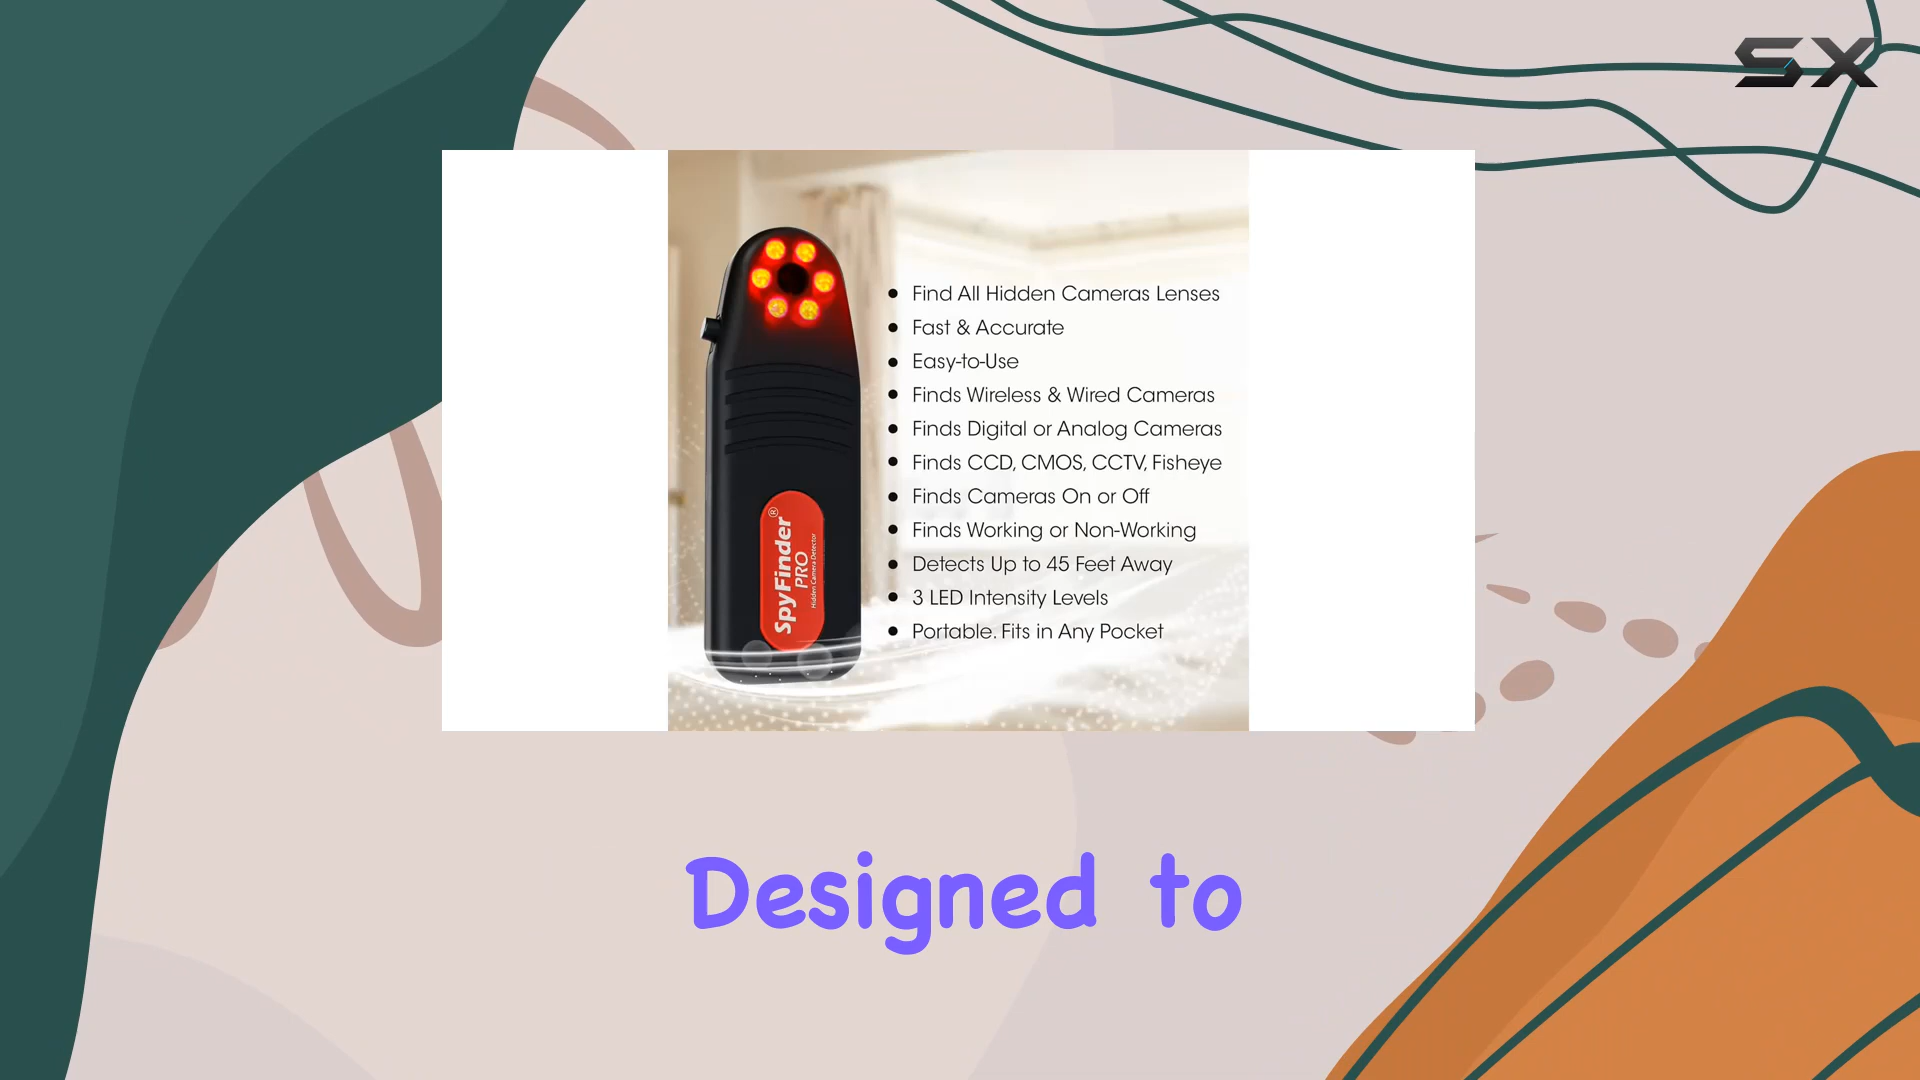 SX
Find All Hidden Cameras Lenses
Fast & Accurate
Easy-to-Use
Finds Wireless & Wired Cameras
Finds Digital or Analog Cameras
Finds CCD, CMOS, CCTV, Fisheye
Finds Cameras On or Off
Finds Working or Non-Working
Detects Up to 45 Feet Away
3 LED Intensity Levels
Portable. Fits in Any Pocket
SpyFinder®
PRO
Hidden Camera Detector
Designed to